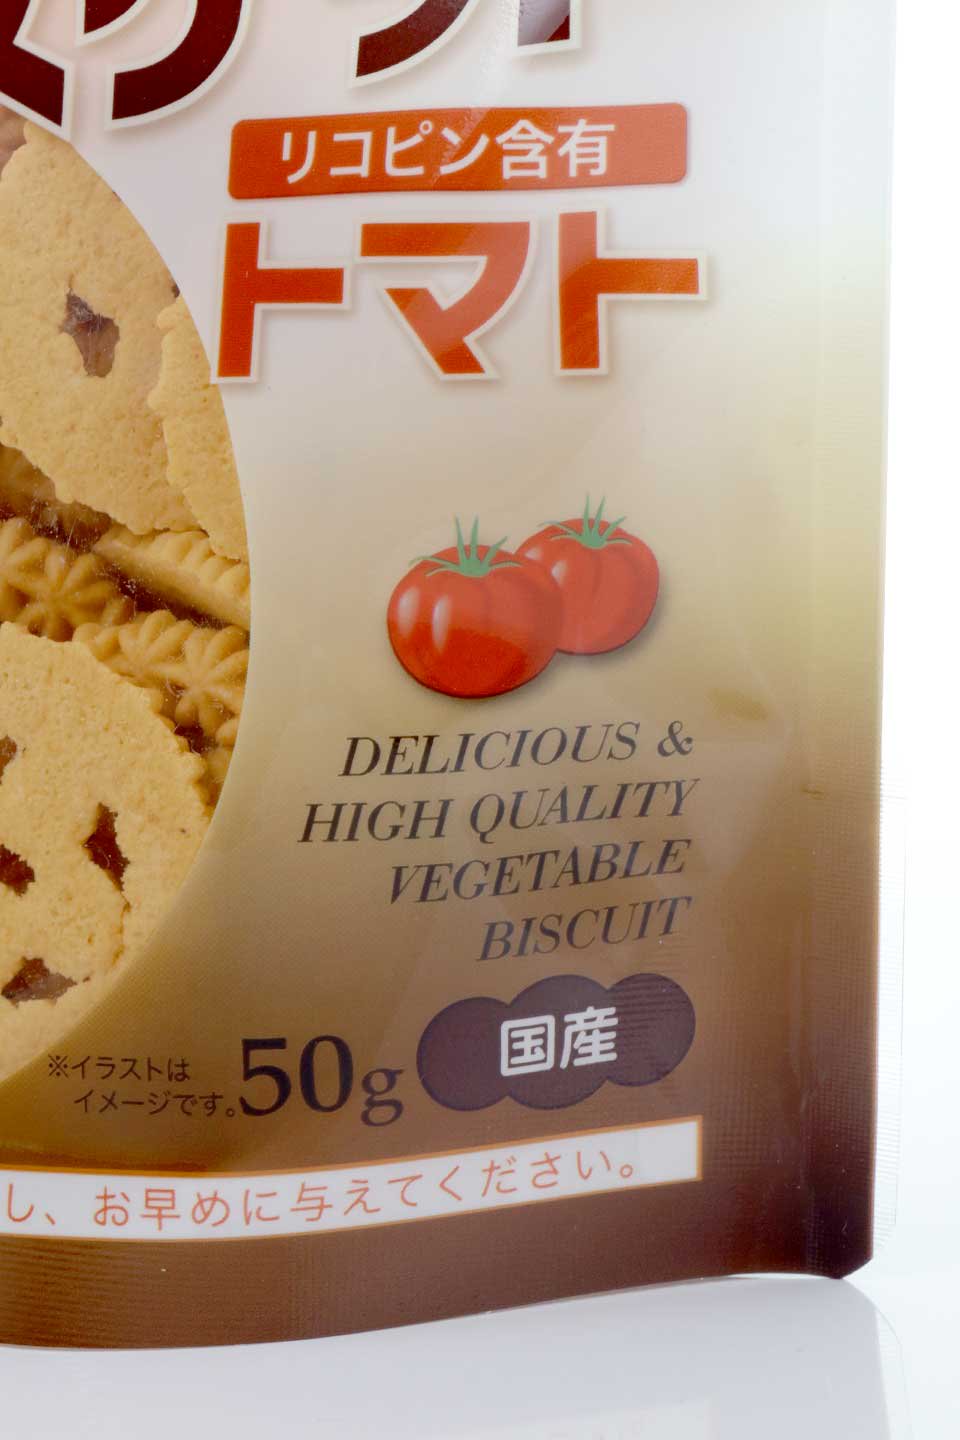 リコピン含有
トマト
DELICIOUS &
HIGH QUALITY
VEGETABLE
BISCUIT
国産
※イラストは
イメージです。
50g
し、お早めに与えてください。